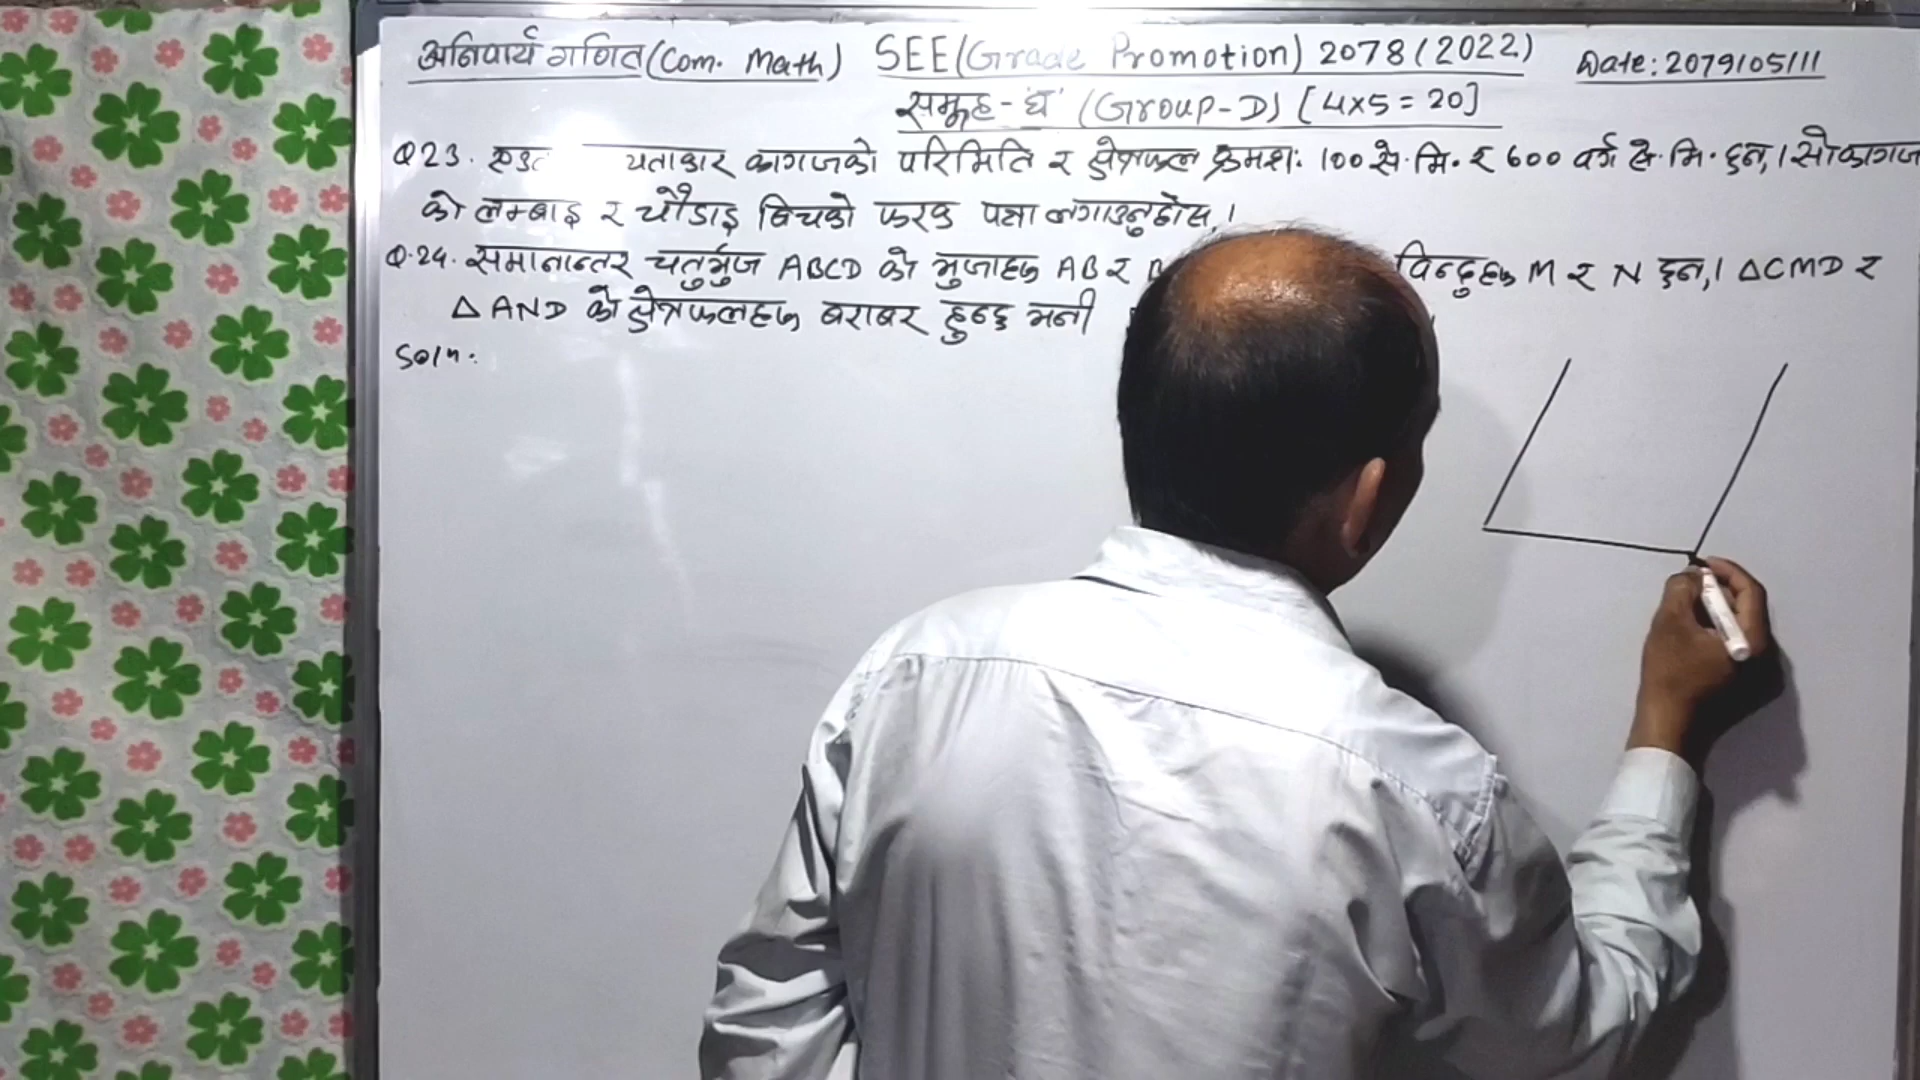 अनिवार्य गणित (Com. Math) SEE (Grade Promotion) 2078 (2022) Date: 2079/05/11
समूह - 'घ' (Group-D) [4x5 = 20]
Q23. यताकार कागजको परिमिति र क्षेत्रफल क्रमशः 100 से. मि. र 600 वर्ग से. मि. छन्, । सो कागज
को लम्बाइ र चौडाइ बिचको फरक पत्ता लगाउनुहोस् ।
Q.24. समानान्तर चतुर्भुज ABCD को भुजाहरू AB र B विन्दुहरू M र N छन्, । △CMD र
△AND को क्षेत्रफलहरू बराबर हुन्छ भनी
Soln.